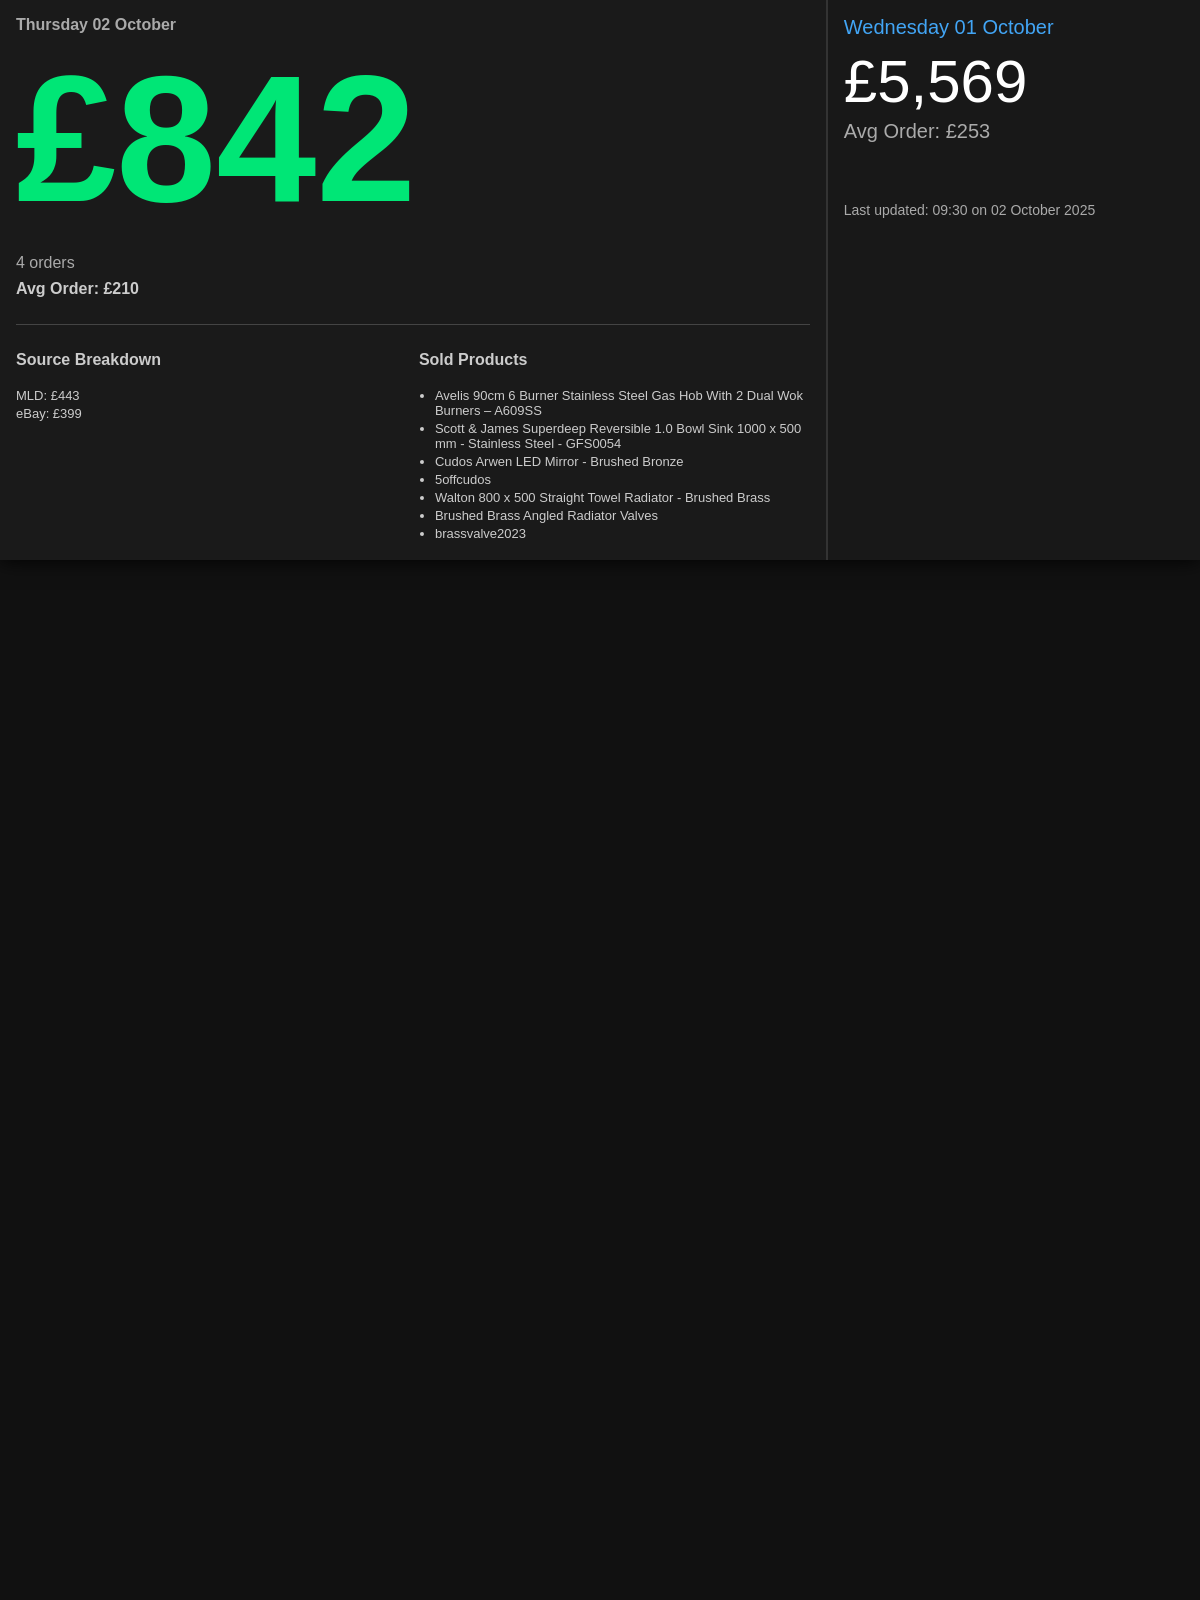 Thursday 02 October
£842
4 orders
Avg Order: £210
Source Breakdown
MLD: £443
eBay: £399
Sold Products
Avelis 90cm 6 Burner Stainless Steel Gas Hob With 2 Dual Wok
Burners – A609SS
Scott & James Superdeep Reversible 1.0 Bowl Sink 1000 x 500
mm - Stainless Steel - GFS0054
Cudos Arwen LED Mirror - Brushed Bronze
5offcudos
Walton 800 x 500 Straight Towel Radiator - Brushed Brass
Brushed Brass Angled Radiator Valves
brassvalve2023
Wednesday 01 October
£5,569
Avg Order: £253
Last updated: 09:30 on 02 October 2025